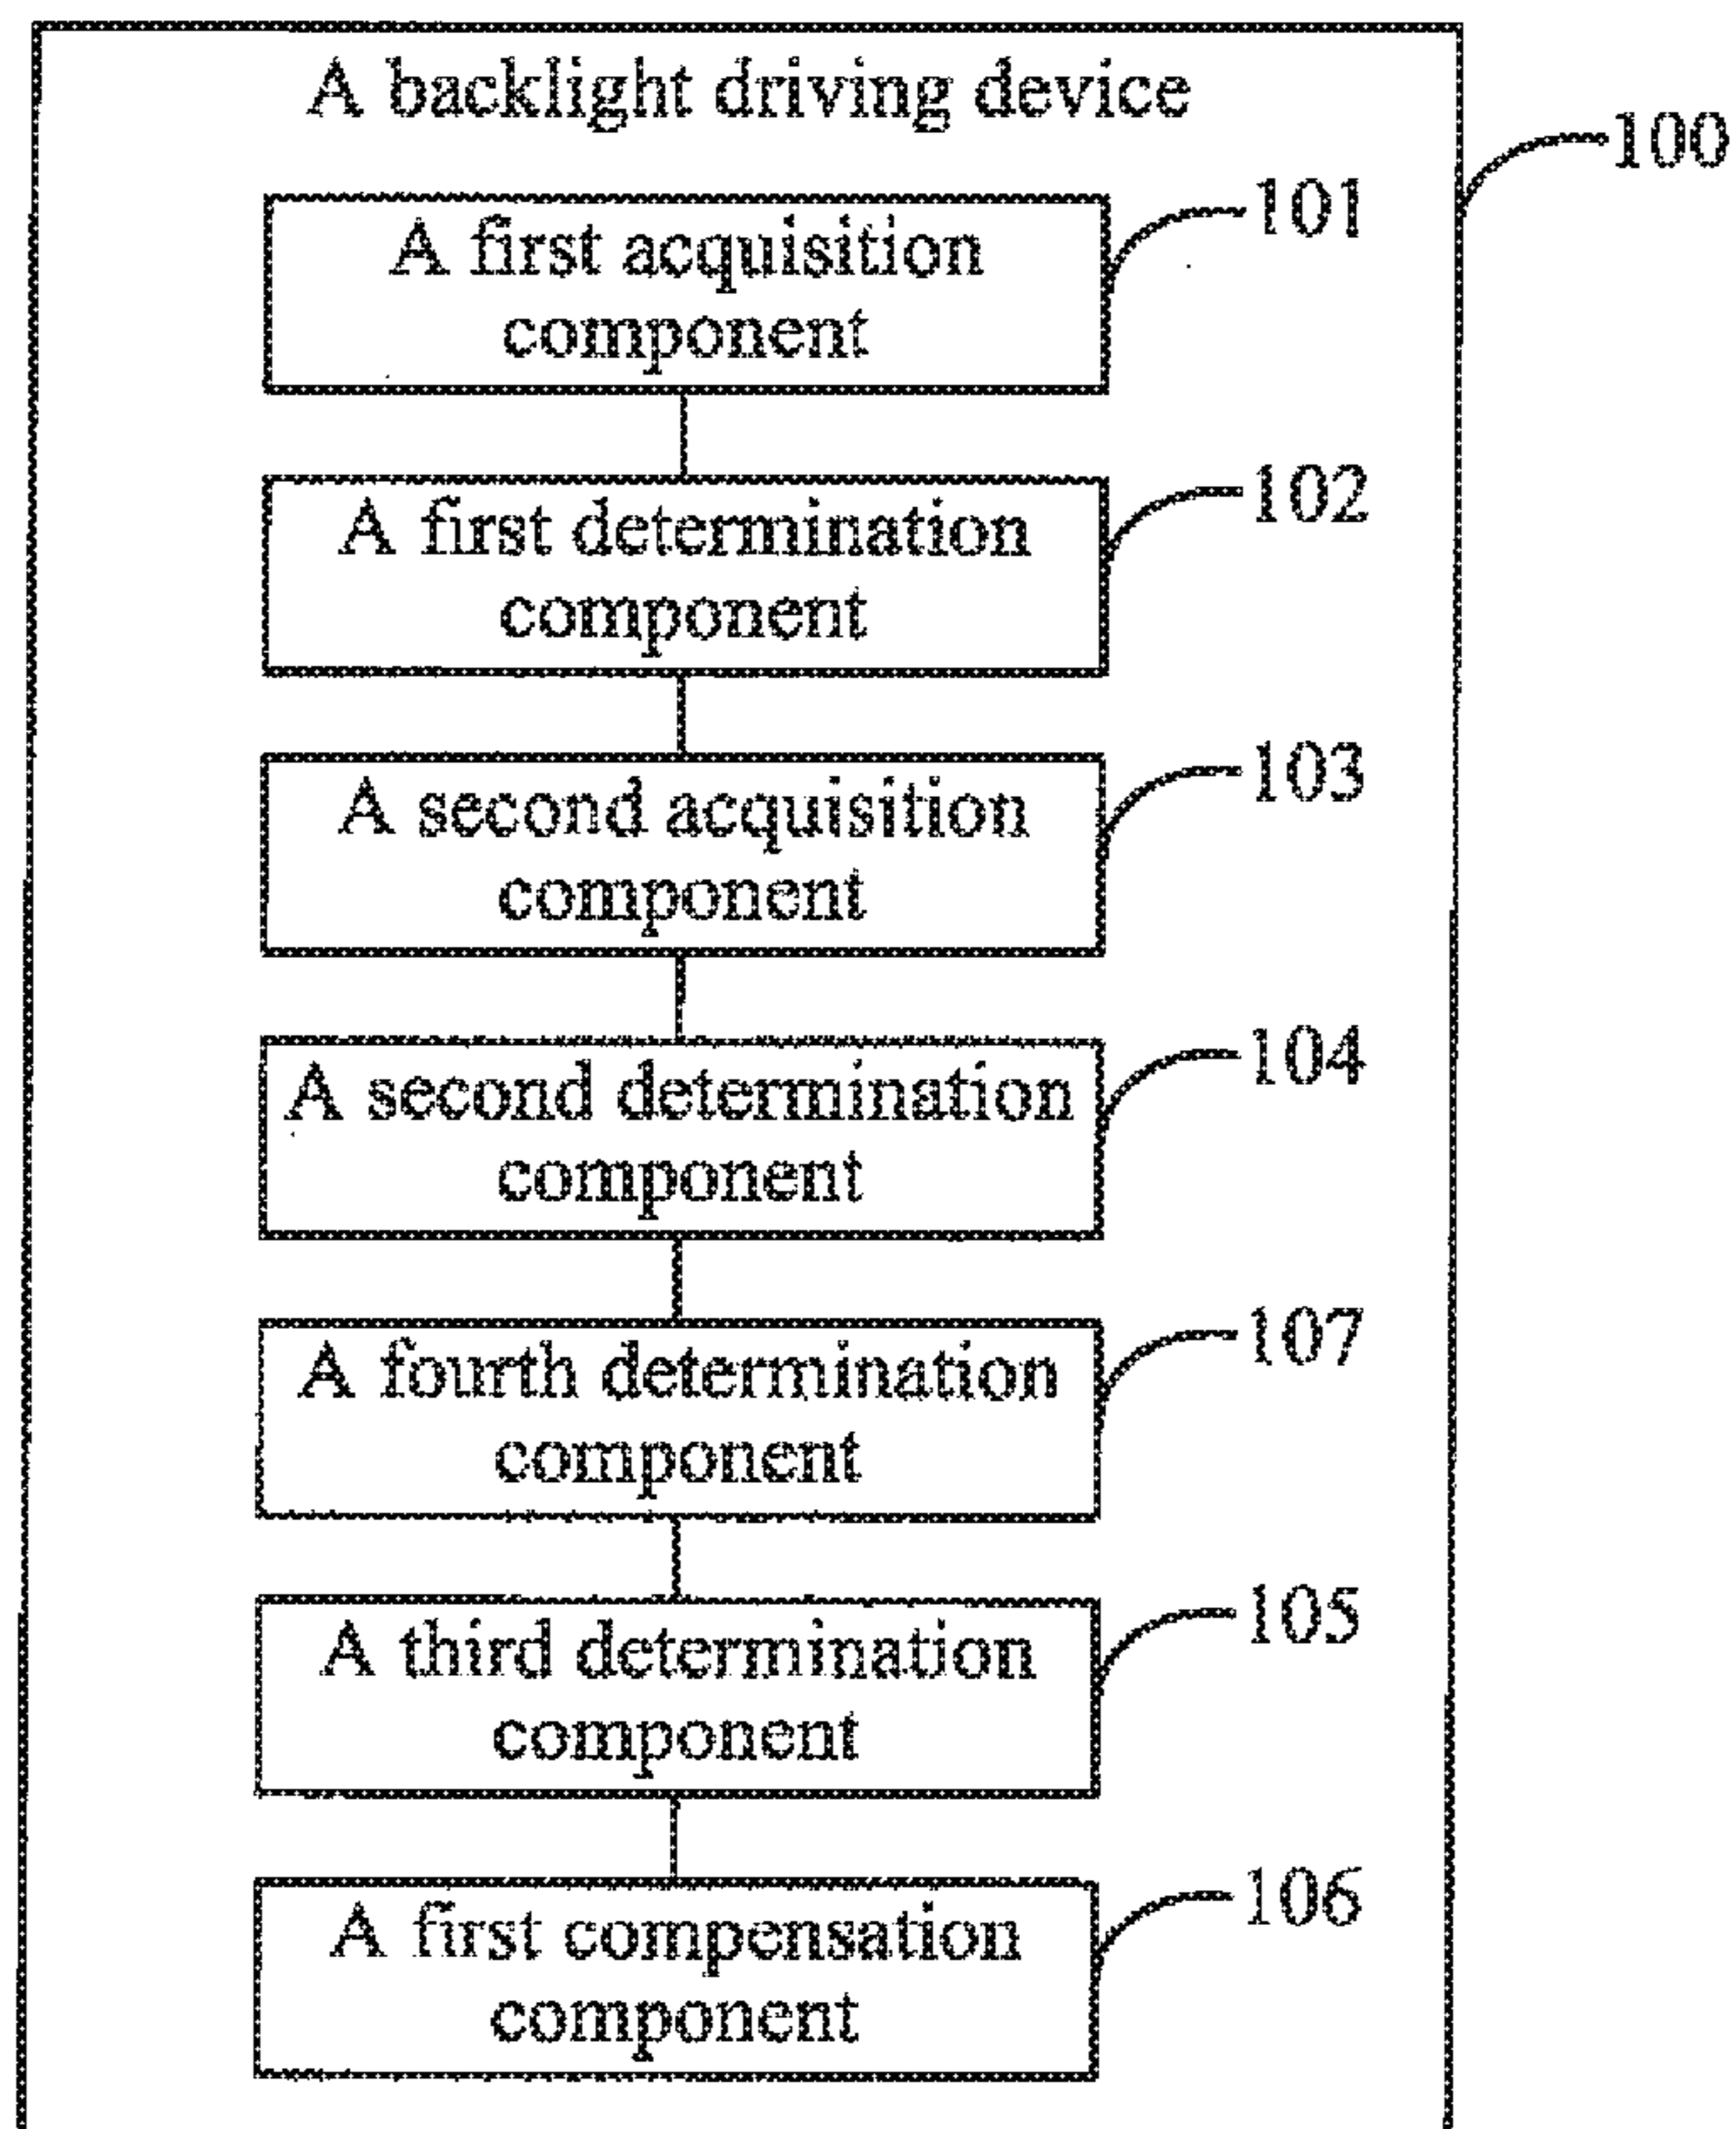 A backlight driving device
100
A first acquisition
component
101
A first determination
component
102
A second acquisition
component
103
A second determination
component
104
A fourth determination
component
107
A third determination
component
105
A first compensation
component
106